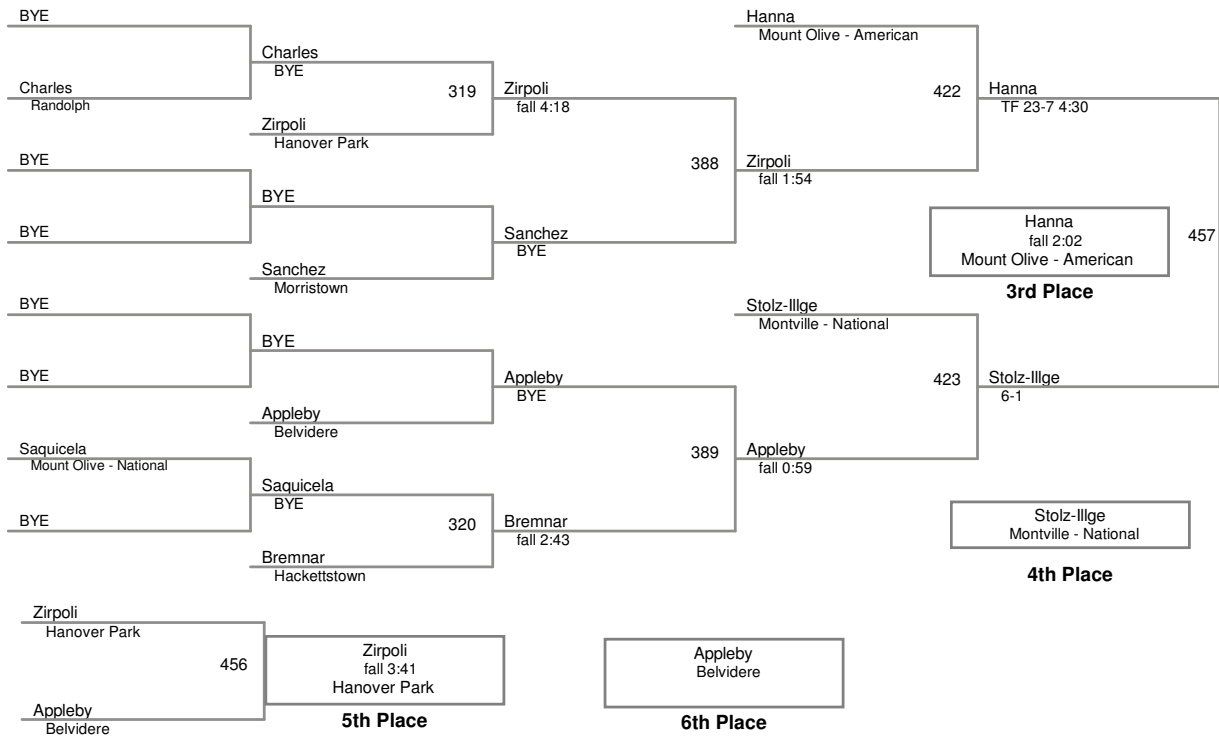 BYE
Charles
Randolph
BYE
BYE
BYE
BYE
Saquicela
Mount Olive - National
BYE
Charles
BYE
319
Zirpoli
Hanover Park
BYE
Sanchez
Morristown
BYE
Appleby
Belvidere
Saquicela
BYE
320
Bremnar
Hackettstown
Zirpoli
fall 4:18
388
Sanchez
BYE
Appleby
BYE
389
Bremnar
fall 2:43
Hanna
Mount Olive - American
422
Zirpoli
fall 1:54
Stolz-Illge
Montville - National
423
Appleby
fall 0:59
Hanna
TF 23-7 4:30
457
Stolz-Illge
6-1
Hanna
fall 2:02
Mount Olive - American
3rd Place
Stolz-Illge
Montville - National
4th Place
Zirpoli
Hanover Park
456
Appleby
Belvidere
Zirpoli
fall 3:41
Hanover Park
5th Place
Appleby
Belvidere
6th Place